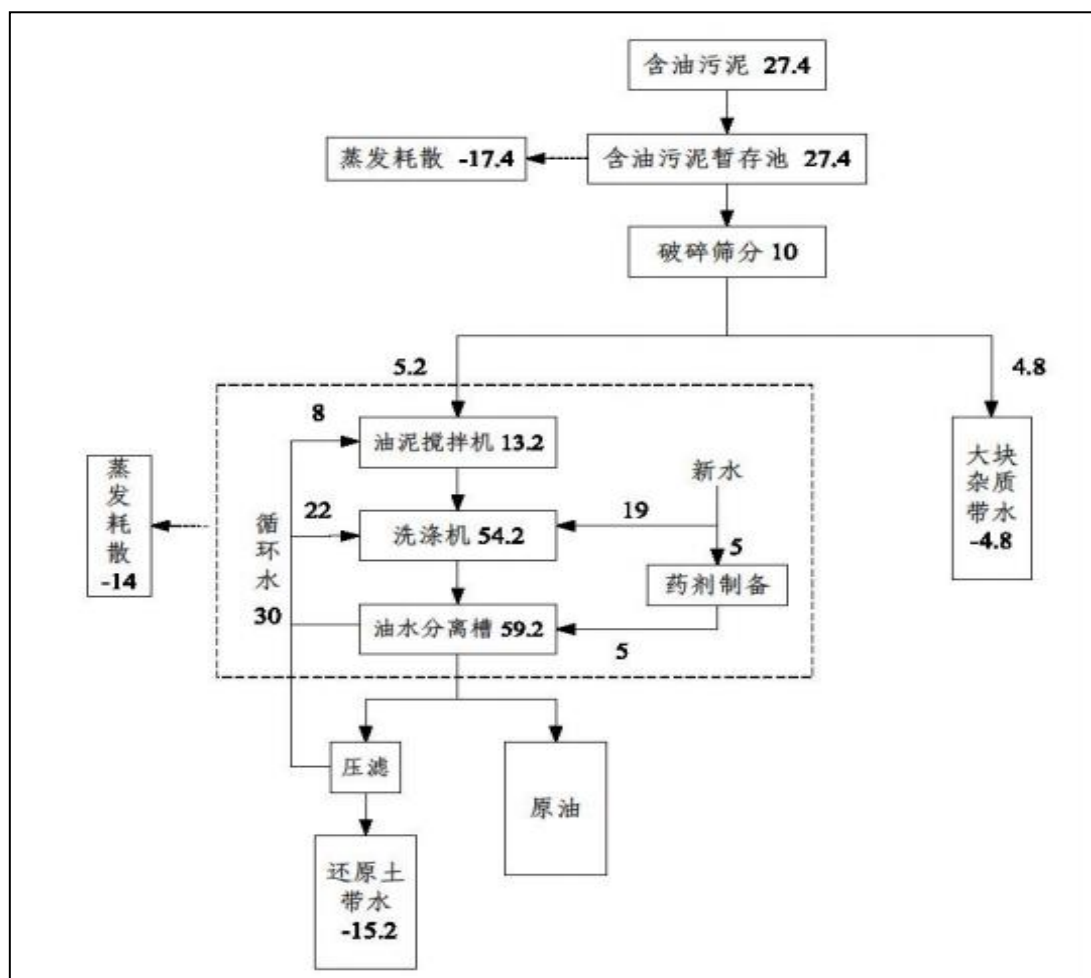 含油污泥 27.4
蒸发耗散 -17.4
含油污泥暂存池 27.4
破碎筛分 10
5.2
4.8
8
油泥搅拌机 13.2
大块
杂质
带水
-4.8
新水
蒸
发
耗
散
-14
循
环
水
30
22
洗涤机 54.2
19
5
药剂制备
油水分离槽 59.2
5
压滤
原油
还原土
带水
-15.2